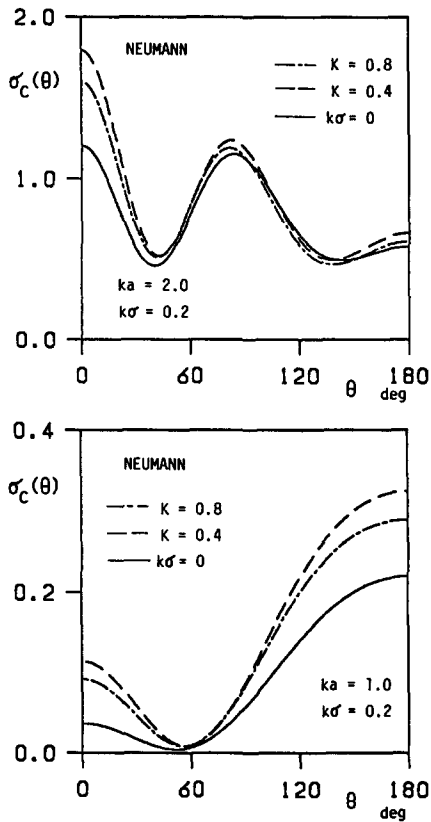 2.0
NEUMANN
σc(θ)
K = 0.8
K = 0.4
kσ = 0
1.0
ka = 2.0
kσ = 0.2
0.0
0 60 120 180
θ deg
0.4
σc(θ)
NEUMANN
K = 0.8
K = 0.4
kσ = 0
0.2
ka = 1.0
kσ = 0.2
0.0
0 60 120 180
θ deg